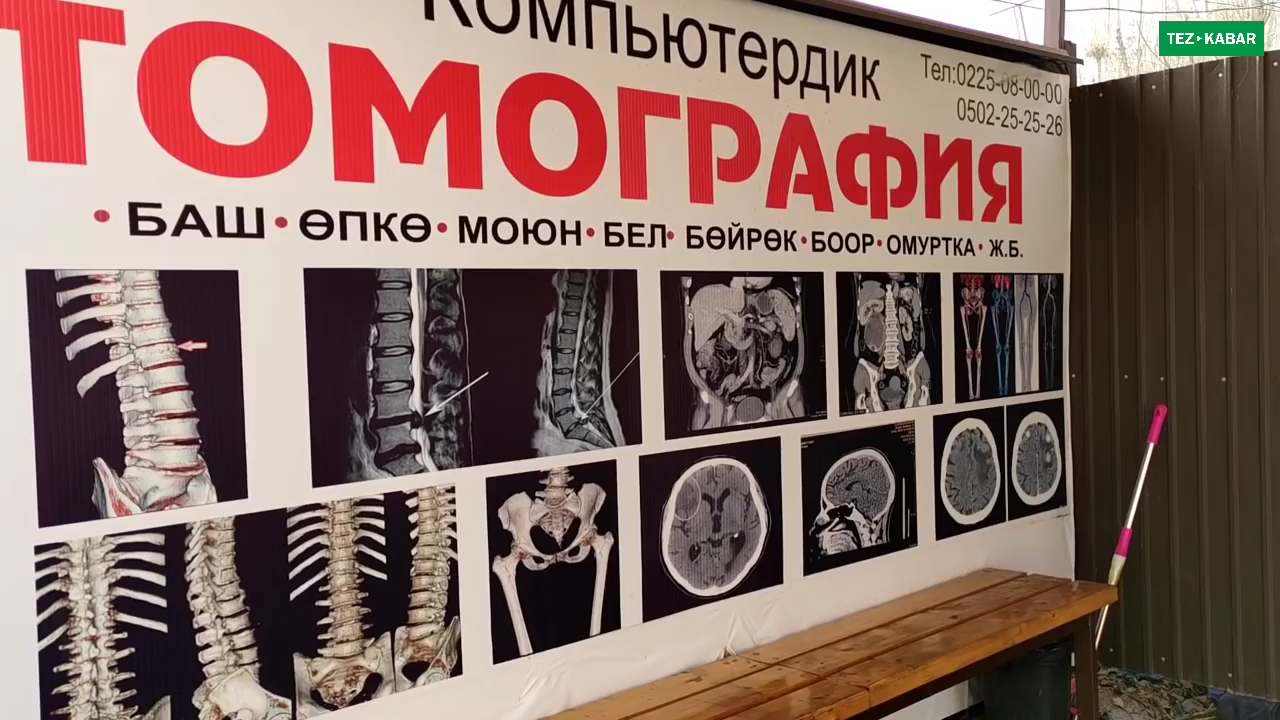 Компьютердик
Тел:0225-08-00-00
0502-25-25-26
ТОМОГРАФИЯ
• БАШ • ӨПКӨ • МОЮН • БЕЛ • БӨЙРӨК • БООР • ОМУРТКА • Ж.Б.
TEZ KABAR